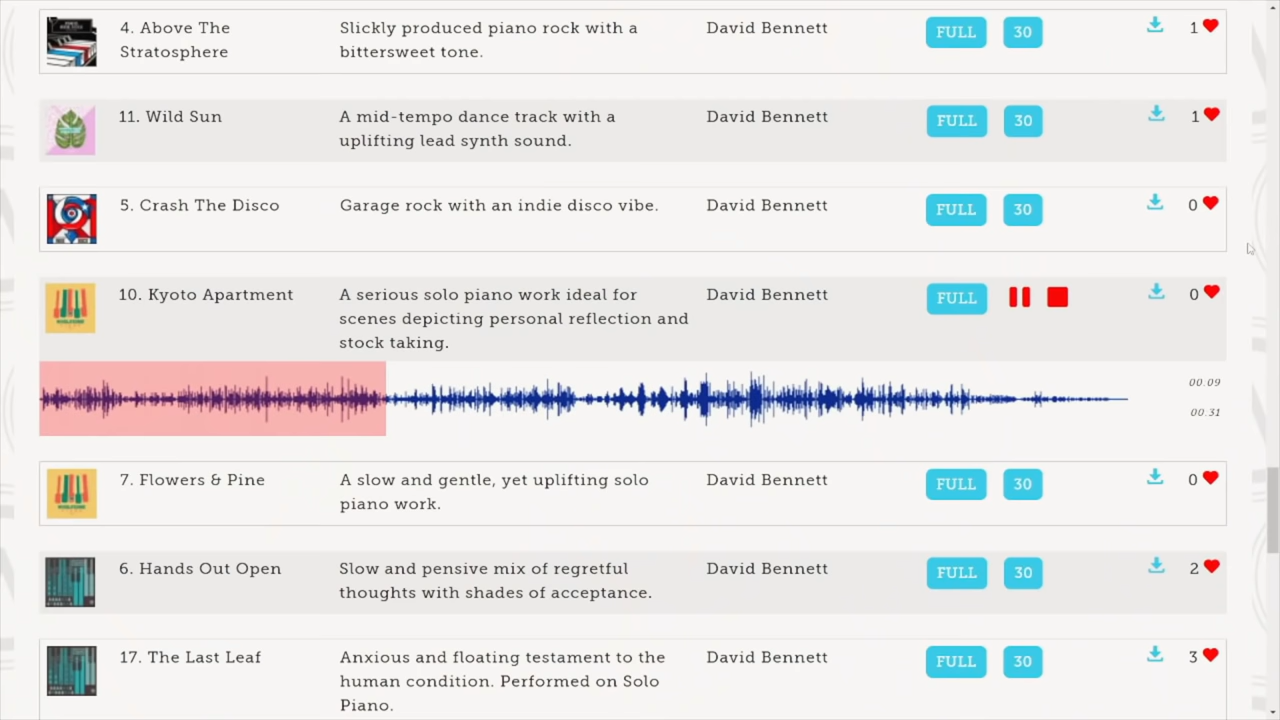 4. Above The Stratosphere
Slickly produced piano rock with a bittersweet tone.
David Bennett
FULL
30
1
11. Wild Sun
A mid-tempo dance track with a uplifting lead synth sound.
David Bennett
FULL
30
1
5. Crash The Disco
Garage rock with an indie disco vibe.
David Bennett
FULL
30
0
10. Kyoto Apartment
A serious solo piano work ideal for scenes depicting personal reflection and stock taking.
David Bennett
FULL
0
00.09
00.31
7. Flowers & Pine
A slow and gentle, yet uplifting solo piano work.
David Bennett
FULL
30
0
6. Hands Out Open
Slow and pensive mix of regretful thoughts with shades of acceptance.
David Bennett
FULL
30
2
17. The Last Leaf
Anxious and floating testament to the human condition. Performed on Solo Piano.
David Bennett
FULL
30
3